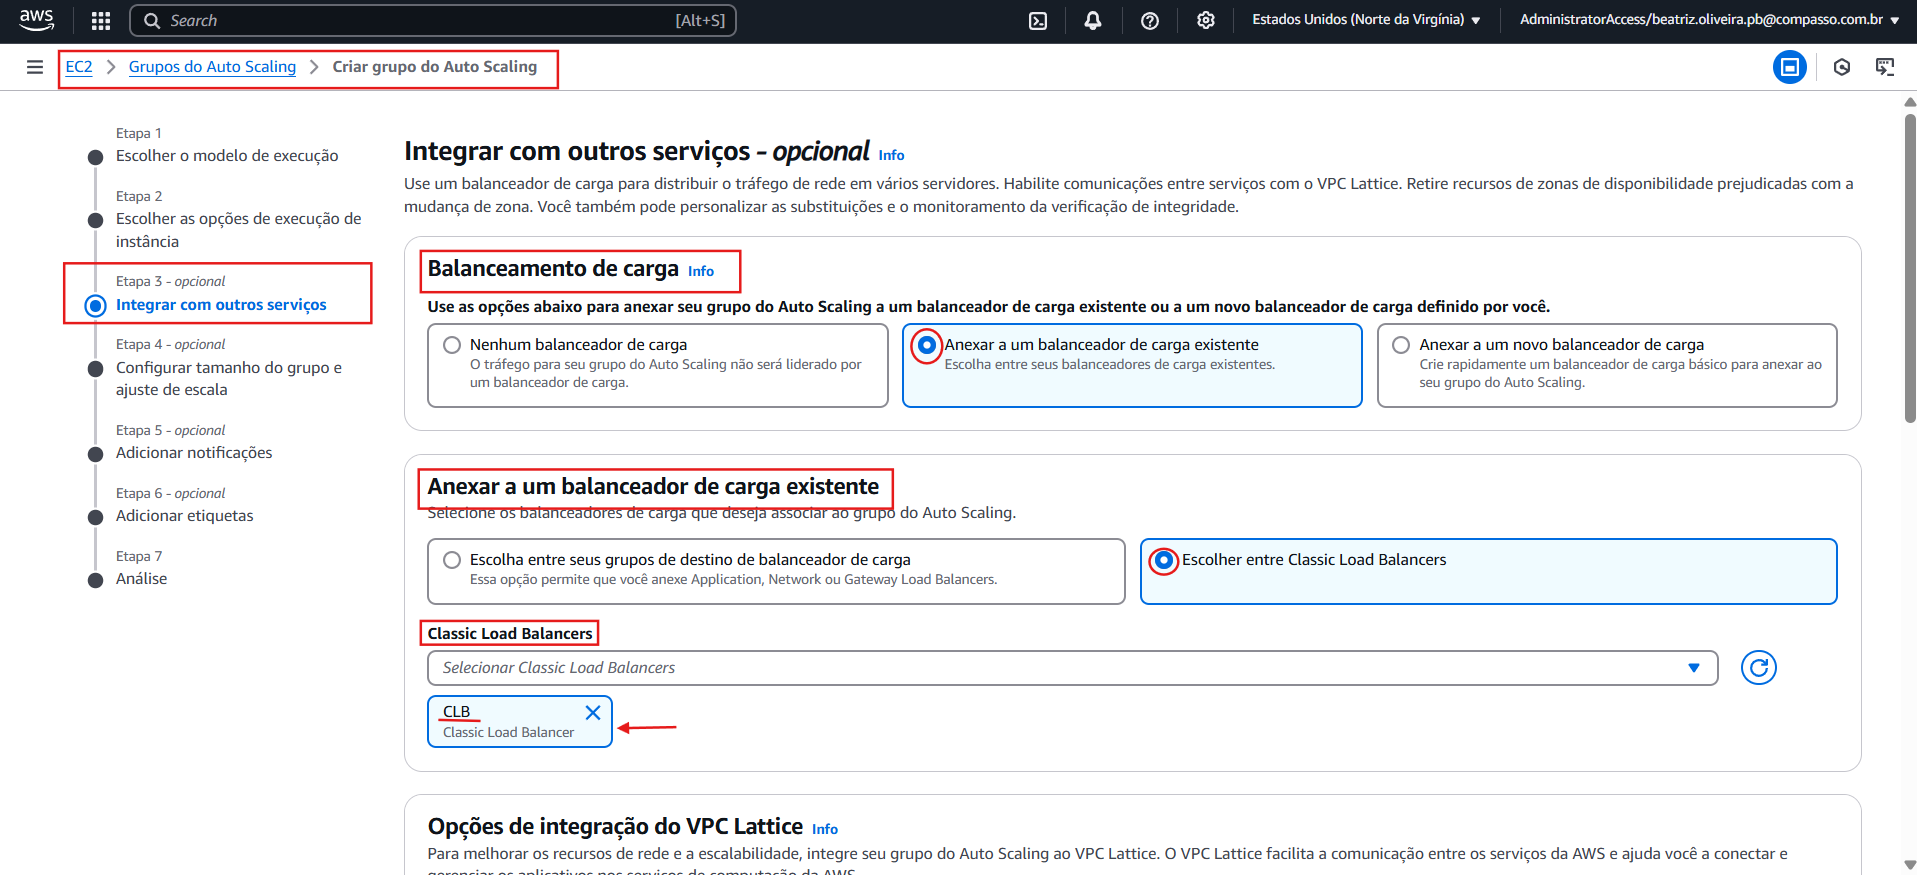 aws
Search [Alt+S]
Estados Unidos (Norte da Virgínia)
AdministratorAccess/beatriz.oliveira.pb@compasso.com.br
EC2 > Grupos do Auto Scaling > Criar grupo do Auto Scaling
Etapa 1
Escolher o modelo de execução
Etapa 2
Escolher as opções de execução de
instância
Etapa 3 - opcional
Integrar com outros serviços
Etapa 4 - opcional
Configurar tamanho do grupo e
ajuste de escala
Etapa 5 - opcional
Adicionar notificações
Etapa 6 - opcional
Adicionar etiquetas
Etapa 7
Análise
Integrar com outros serviços - opcional Info
Use um balanceador de carga para distribuir o tráfego de rede em vários servidores. Habilite comunicações entre serviços com o VPC Lattice. Retire recursos de zonas de disponibilidade prejudicadas com a
mudança de zona. Você também pode personalizar as substituições e o monitoramento da verificação de integridade.
Balanceamento de carga Info
Use as opções abaixo para anexar seu grupo do Auto Scaling a um balanceador de carga existente ou a um novo balanceador de carga definido por você.
Nenhum balanceador de carga
O tráfego para seu grupo do Auto Scaling não será liderado por
um balanceador de carga.
Anexar a um balanceador de carga existente
Escolha entre seus balanceadores de carga existentes.
Anexar a um novo balanceador de carga
Crie rapidamente um balanceador de carga básico para anexar ao
seu grupo do Auto Scaling.
Anexar a um balanceador de carga existente
Selecione os balanceadores de carga que deseja associar ao grupo do Auto Scaling.
Escolha entre seus grupos de destino de balanceador de carga
Essa opção permite que você anexe Application, Network ou Gateway Load Balancers.
Escolher entre Classic Load Balancers
Classic Load Balancers
Selecionar Classic Load Balancers
CLB
Classic Load Balancer
Opções de integração do VPC Lattice Info
Para melhorar os recursos de rede e a escalabilidade, integre seu grupo do Auto Scaling ao VPC Lattice. O VPC Lattice facilita a comunicação entre os serviços da AWS e ajuda você a conectar e
gerenciar os aplicativos nos serviços de computação da AWS.